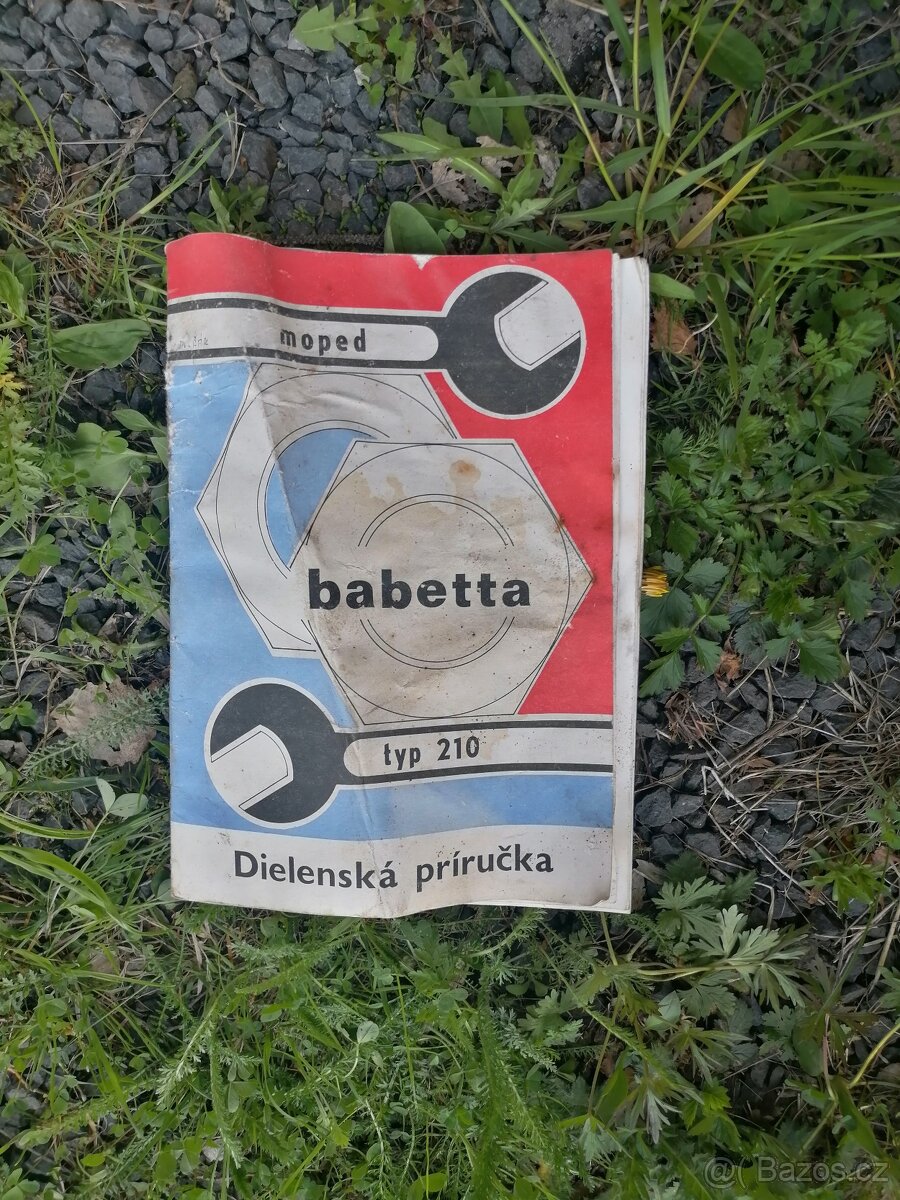 moped
babetta
typ 210
Dielenská príručka
@ Bazos.cz